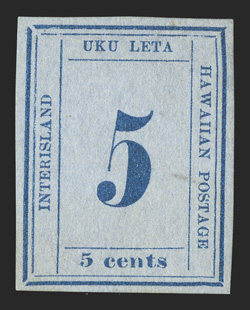 UKU LETA
INTERISLAND
5
HAWAIIAN POSTAGE
5 cents